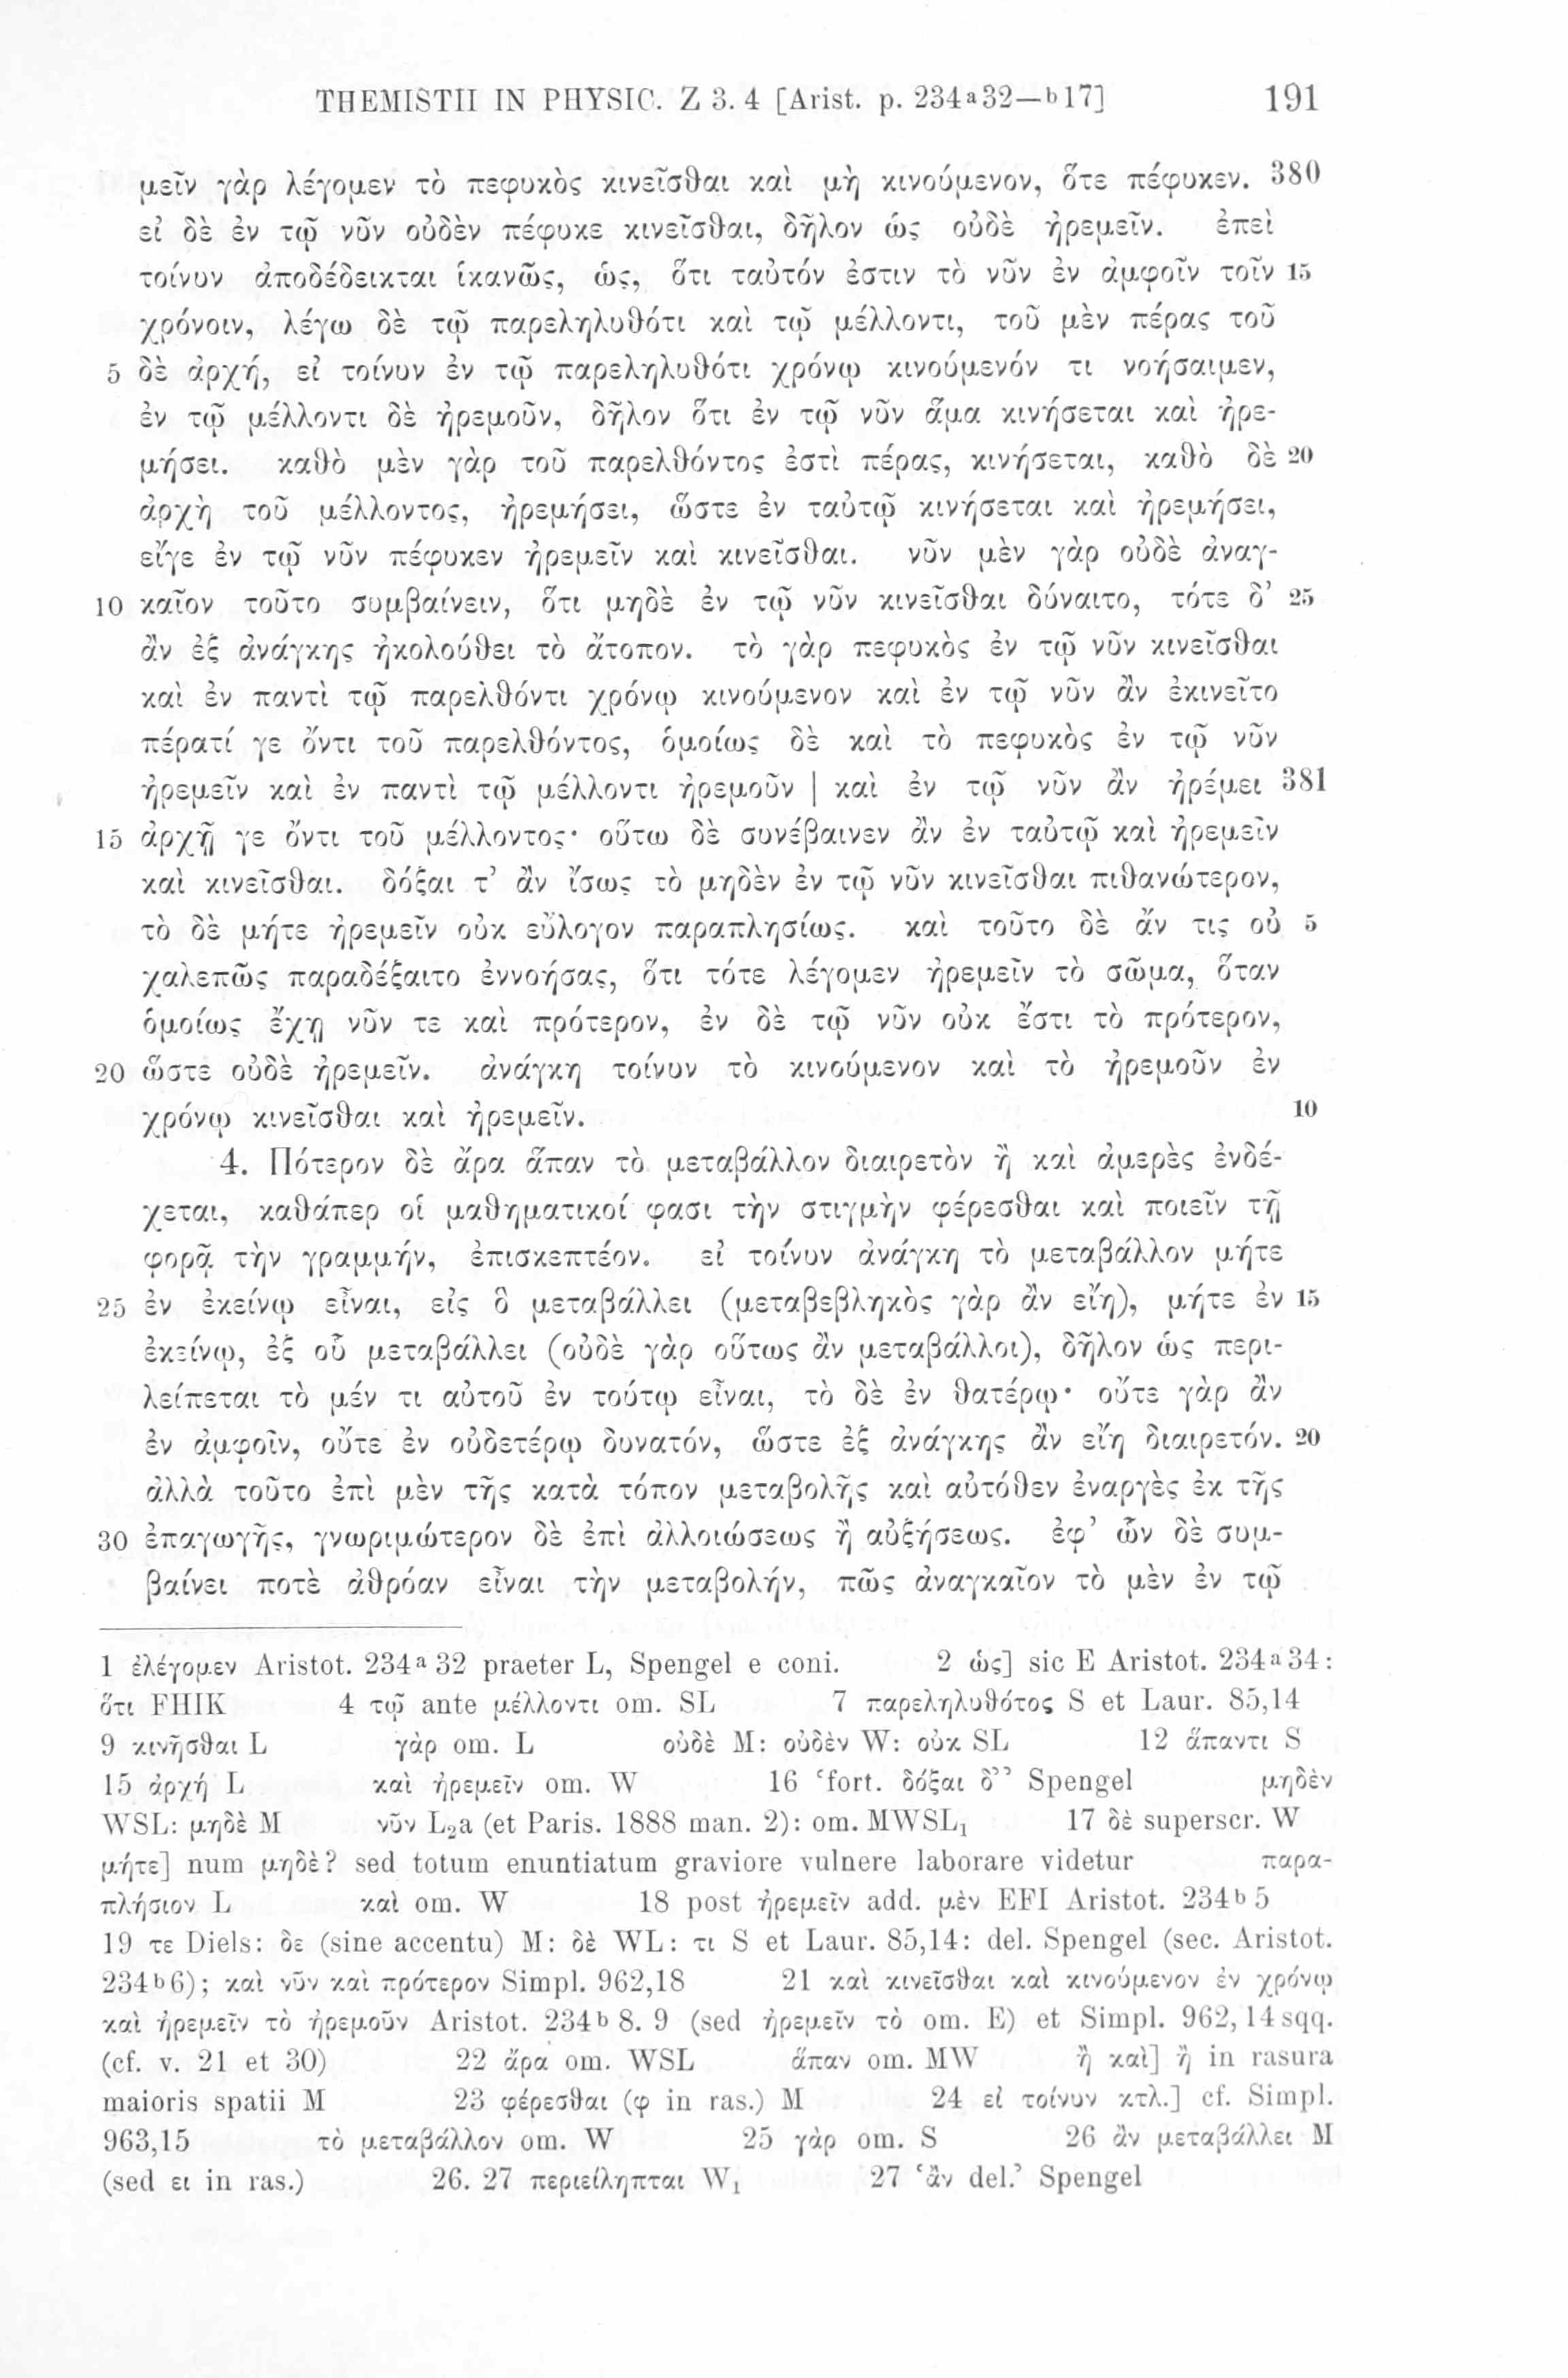 THEMISTII IN PHYSIC. Z 3. 4 [Arist. p. 234ᵃ32—ᵇ17] 191
μεῖν γὰρ λέγομεν τὸ πεφυκὸς κινεῖσθαι καὶ μὴ κινούμενον, ὅτε πέφυκεν. 380
εἰ δὲ ἐν τῷ νῦν οὐδὲν πέφυκε κινεῖσθαι, δῆλον ὡς οὐδὲ ἠρεμεῖν. ἐπεὶ
τοίνυν ἀποδέδεικται ἱκανῶς, ὡς, ὅτι ταὐτόν ἐστιν τὸ νῦν ἐν ἀμφοῖν τοῖν 15
χρόνοιν, λέγω δὲ τῷ παρεληλυθότι καὶ τῷ μέλλοντι, τοῦ μὲν πέρας τοῦ
5 δὲ ἀρχή, εἰ τοίνυν ἐν τῷ παρεληλυθότι χρόνῳ κινούμενόν τι νοήσαιμεν,
ἐν τῷ μέλλοντι δὲ ἠρεμοῦν, δῆλον ὅτι ἐν τῷ νῦν ἅμα κινήσεται καὶ ἠρε-
μήσει. καθὸ μὲν γὰρ τοῦ παρελθόντος ἐστὶ πέρας, κινήσεται, καθὸ δὲ 20
ἀρχὴ τοῦ μέλλοντος, ἠρεμήσει, ὥστε ἐν ταὐτῷ κινήσεται καὶ ἠρεμήσει,
εἴγε ἐν τῷ νῦν πέφυκεν ἠρεμεῖν καὶ κινεῖσθαι. νῦν μὲν γὰρ οὐδὲ ἀναγ-
10 καῖον τοῦτο συμβαίνειν, ὅτι μηδὲ ἐν τῷ νῦν κινεῖσθαι δύναιτο, τότε δ’ 25
ἂν ἐξ ἀνάγκης ἠκολούθει τὸ ἄτοπον. τὸ γὰρ πεφυκὸς ἐν τῷ νῦν κινεῖσθαι
καὶ ἐν παντὶ τῷ παρελθόντι χρόνῳ κινούμενον καὶ ἐν τῷ νῦν ἂν ἐκινεῖτο
πέρατί γε ὄντι τοῦ παρελθόντος, ὁμοίως δὲ καὶ τὸ πεφυκὸς ἐν τῷ νῦν
ἠρεμεῖν καὶ ἐν παντὶ τῷ μέλλοντι ἠρεμοῦν | καὶ ἐν τῷ νῦν ἂν ἠρέμει 381
15 ἀρχῇ γε ὄντι τοῦ μέλλοντος· οὕτω δὲ συνέβαινεν ἂν ἐν ταὐτῷ καὶ ἠρεμεῖν
καὶ κινεῖσθαι. δόξαι τ’ ἂν ἴσως τὸ μηδὲν ἐν τῷ νῦν κινεῖσθαι πιθανώτερον,
τὸ δὲ μήτε ἠρεμεῖν οὐκ εὔλογον παραπλησίως. καὶ τοῦτο δὲ ἄν τις οὐ 5
χαλεπῶς παραδέξαιτο ἐννοήσας, ὅτι τότε λέγομεν ἠρεμεῖν τὸ σῶμα, ὅταν
ὁμοίως ἔχῃ νῦν τε καὶ πρότερον, ἐν δὲ τῷ νῦν οὐκ ἔστι τὸ πρότερον,
20 ὥστε οὐδὲ ἠρεμεῖν. ἀνάγκη τοίνυν τὸ κινούμενον καὶ τὸ ἠρεμοῦν ἐν
χρόνῳ κινεῖσθαι καὶ ἠρεμεῖν. 10
4. Πότερον δὲ ἄρα ἅπαν τὸ μεταβάλλον διαιρετὸν ἢ καὶ ἀμερὲς ἐνδέ-
χεται, καθάπερ οἱ μαθηματικοί φασι τὴν στιγμὴν φέρεσθαι καὶ ποιεῖν τῇ
φορᾷ τὴν γραμμήν, ἐπισκεπτέον. εἰ τοίνυν ἀνάγκη τὸ μεταβάλλον μήτε
25 ἐν ἐκείνῳ εἶναι, εἰς ὃ μεταβάλλει (μεταβεβληκὸς γὰρ ἂν εἴη), μήτε ἐν 15
ἐκείνῳ, ἐξ οὗ μεταβάλλει (οὐδὲ γὰρ οὕτως ἂν μεταβάλλοι), δῆλον ὡς περι-
λείπεται τὸ μέν τι αὐτοῦ ἐν τούτῳ εἶναι, τὸ δὲ ἐν θατέρῳ· οὔτε γὰρ ἂν
ἐν ἀμφοῖν, οὔτε ἐν οὐδετέρῳ δυνατόν, ὥστε ἐξ ἀνάγκης ἂν εἴη διαιρετόν. 20
ἀλλὰ τοῦτο ἐπὶ μὲν τῆς κατὰ τόπον μεταβολῆς καὶ αὐτόθεν ἐναργὲς ἐκ τῆς
30 ἐπαγωγῆς, γνωριμώτερον δὲ ἐπὶ ἀλλοιώσεως ἢ αὐξήσεως. ἐφ’ ὧν δὲ συμ-
βαίνει ποτὲ ἀθρόαν εἶναι τὴν μεταβολήν, πῶς ἀναγκαῖον τὸ μὲν ἐν τῷ
1 ἐλέγομεν Aristot. 234ᵃ 32 praeter L, Spengel e coni. 2 ὡς] sic E Aristot. 234ᵃ34:
ὅτι FHIK 4 τῷ ante μέλλοντι om. SL 7 παρεληλυθότος S et Laur. 85,14
9 κινῆσθαι L γὰρ om. L οὐδὲ M: οὐδὲν W: οὐκ SL 12 ἅπαντι S
15 ἀρχή L καὶ ἠρεμεῖν om. W 16 ‘fort. δόξαι δ’’ Spengel μηδὲν
WSL: μηδὲ M νῦν L₂a (et Paris. 1888 man. 2): om. MWSL₁ 17 δὲ superscr. W
μήτε] num μηδὲ? sed totum enuntiatum graviore vulnere laborare videtur παρα-
πλήσιον L καὶ om. W 18 post ἠρεμεῖν add. μὲν EFI Aristot. 234ᵇ 5
19 τε Diels: δε (sine accentu) M: δὲ WL: τι S et Laur. 85,14: del. Spengel (sec. Aristot.
234ᵇ6); καὶ νῦν καὶ πρότερον Simpl. 962,18 21 καὶ κινεῖσθαι καὶ κινούμενον ἐν χρόνῳ
καὶ ἠρεμεῖν τὸ ἠρεμοῦν Aristot. 234ᵇ 8. 9 (sed ἠρεμεῖν τὸ om. E) et Simpl. 962, 14 sqq.
(cf. v. 21 et 30) 22 ἄρα om. WSL ἅπαν om. MW ἢ καὶ] ἢ in rasura
maioris spatii M 23 φέρεσθαι (φ in ras.) M 24 εἰ τοίνυν κτλ.] cf. Simpl.
963,15 τὸ μεταβάλλον om. W 25 γὰρ om. S 26 ἂν μεταβάλλει M
(sed ει in ras.) 26. 27 περιείληπται W₁ 27 ‘ἂν del.’ Spengel